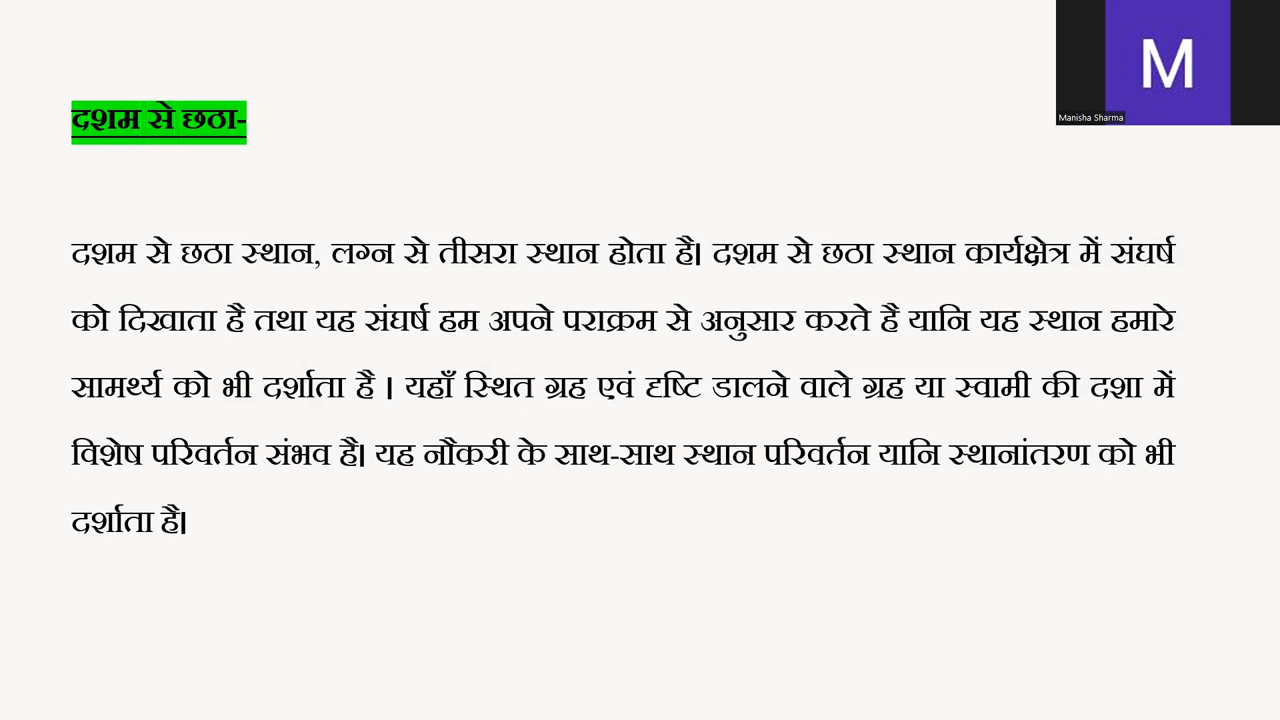 M
Manisha Sharma
दशम से छठा-
दशम से छठा स्थान, लग्न से तीसरा स्थान होता है। दशम से छठा स्थान कार्यक्षेत्र में संघर्ष
को दिखाता है तथा यह संघर्ष हम अपने पराक्रम से अनुसार करते है यानि यह स्थान हमारे
सामर्थ्य को भी दर्शाता है । यहाँ स्थित ग्रह एवं दृष्टि डालने वाले ग्रह या स्वामी की दशा में
विशेष परिवर्तन संभव है। यह नौकरी के साथ-साथ स्थान परिवर्तन यानि स्थानांतरण को भी
दर्शाता है।